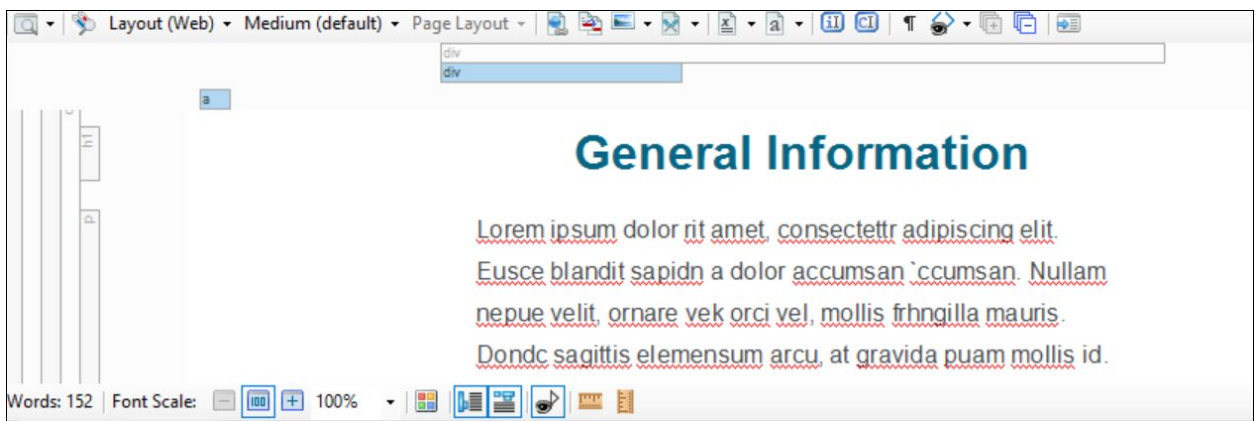 Layout (Web) Medium (default) Page Layout
div
div
a
h1
p
General Information
Lorem ipsum dolor rit amet, consectettr adipiscing elit.
Eusce blandit sapidn a dolor accumsan `ccumsan. Nullam
nepue velit, ornare vek orci vel, mollis frhngilla mauris.
Dondc sagittis elemensum arcu, at gravida puam mollis id.
Words: 152 Font Scale: 100 100%